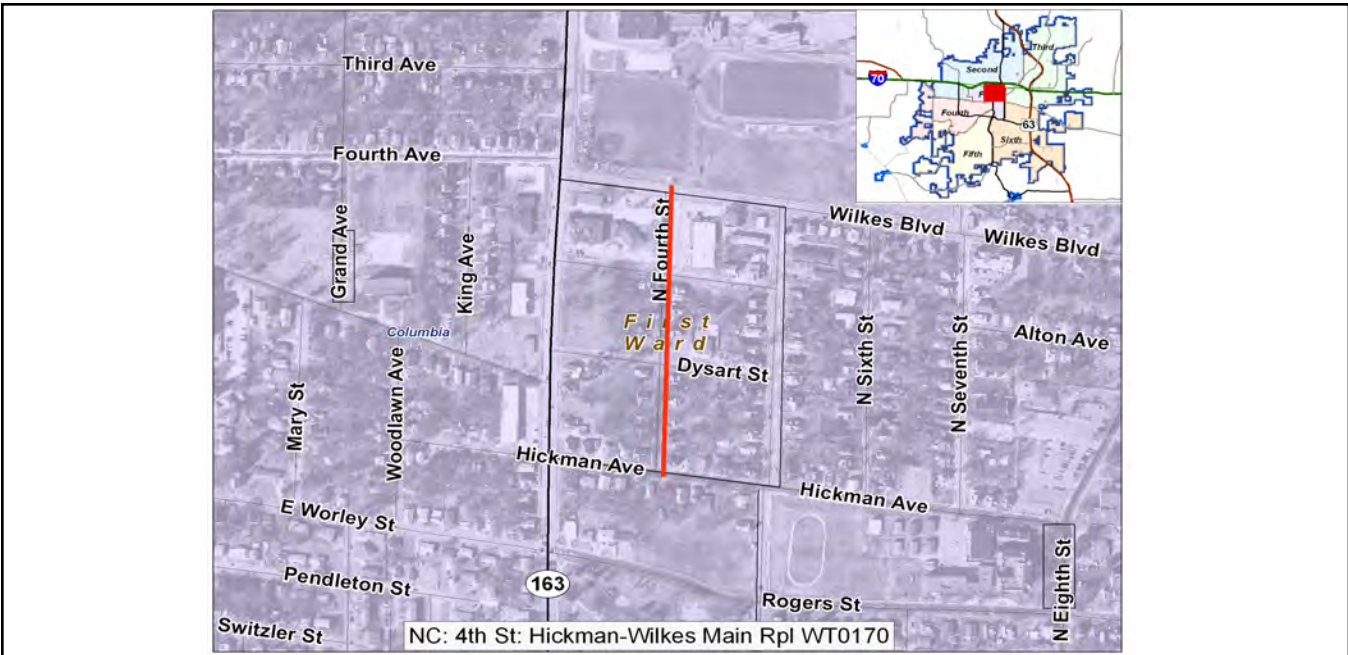 Third Ave
Fourth Ave
Grand Ave
King Ave
Columbia
Mary St
Woodlawn Ave
N Fourth St
First
Ward
Dysart St
Wilkes Blvd
Wilkes Blvd
N Sixth St
N Seventh St
Alton Ave
Hickman Ave
Hickman Ave
E Worley St
Pendleton St
Switzler St
163
Rogers St
N Eighth St
NC: 4th St: Hickman-Wilkes Main Rpl WT0170
Third
Second
70
Fourth
63
Sixth
Fifth